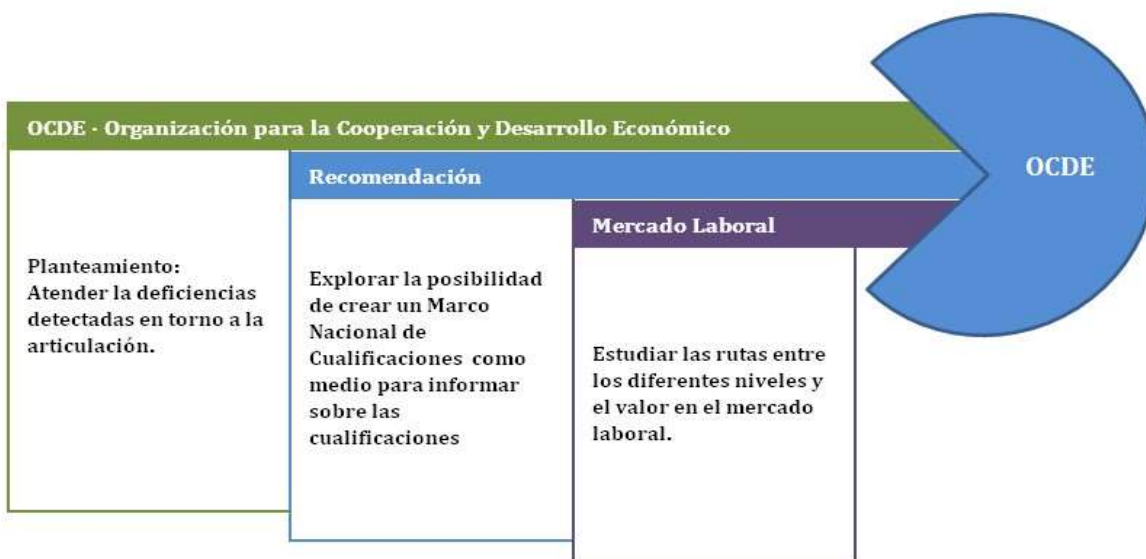 OCDE - Organización para la Cooperación y Desarrollo Económico
OCDE
Recomendación
Mercado Laboral
Planteamiento:
Atender la deficiencias
detectadas en torno a la
articulación.
Explorar la posibilidad
de crear un Marco
Nacional de
Cualificaciones como
medio para informar
sobre las
cualificaciones
Estudiar las rutas entre
los diferentes niveles y
el valor en el mercado
laboral.